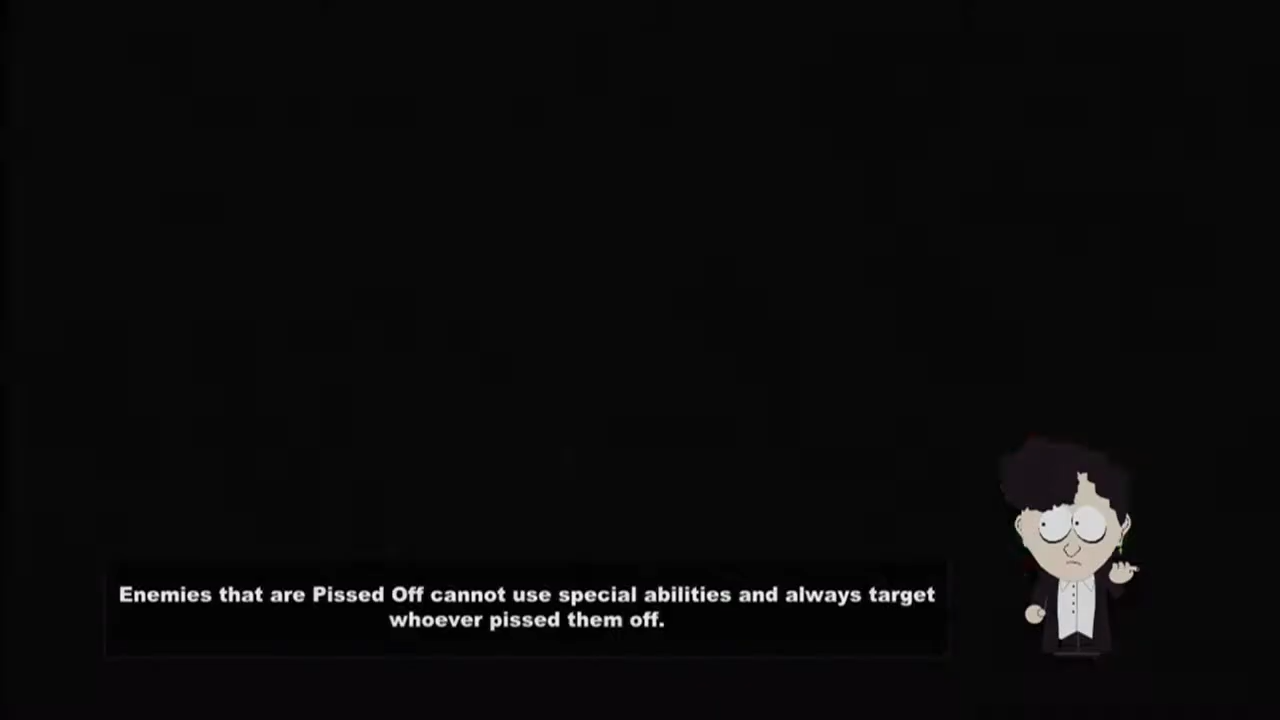 Enemies that are Pissed Off cannot use special abilities and always target
whoever pissed them off.